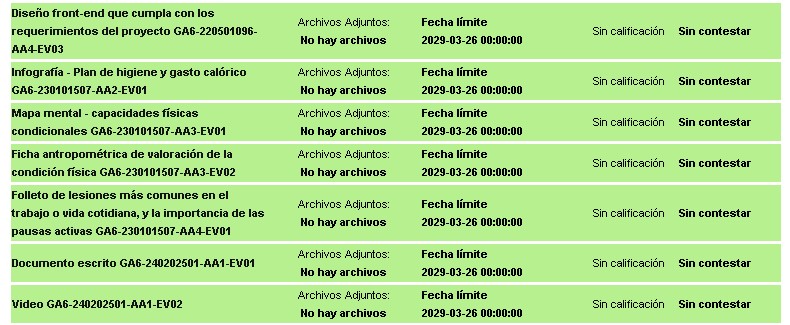 Diseño front-end que cumpla con los
requerimientos del proyecto GA6-220501096-
AA4-EV03
Archivos Adjuntos:
No hay archivos
Fecha límite
2029-03-26 00:00:00
Sin calificación
Sin contestar
Infografía - Plan de higiene y gasto calórico
GA6-230101507-AA2-EV01
Archivos Adjuntos:
No hay archivos
Fecha límite
2029-03-26 00:00:00
Sin calificación
Sin contestar
Mapa mental - capacidades físicas
condicionales GA6-230101507-AA3-EV01
Archivos Adjuntos:
No hay archivos
Fecha límite
2029-03-26 00:00:00
Sin calificación
Sin contestar
Ficha antropométrica de valoración de la
condición física GA6-230101507-AA3-EV02
Archivos Adjuntos:
No hay archivos
Fecha límite
2029-03-26 00:00:00
Sin calificación
Sin contestar
Folleto de lesiones más comunes en el
trabajo o vida cotidiana, y la importancia de las
pausas activas GA6-230101507-AA4-EV01
Archivos Adjuntos:
No hay archivos
Fecha límite
2029-03-26 00:00:00
Sin calificación
Sin contestar
Documento escrito GA6-240202501-AA1-EV01
Archivos Adjuntos:
No hay archivos
Fecha límite
2029-03-26 00:00:00
Sin calificación
Sin contestar
Video GA6-240202501-AA1-EV02
Archivos Adjuntos:
No hay archivos
Fecha límite
2029-03-26 00:00:00
Sin calificación
Sin contestar